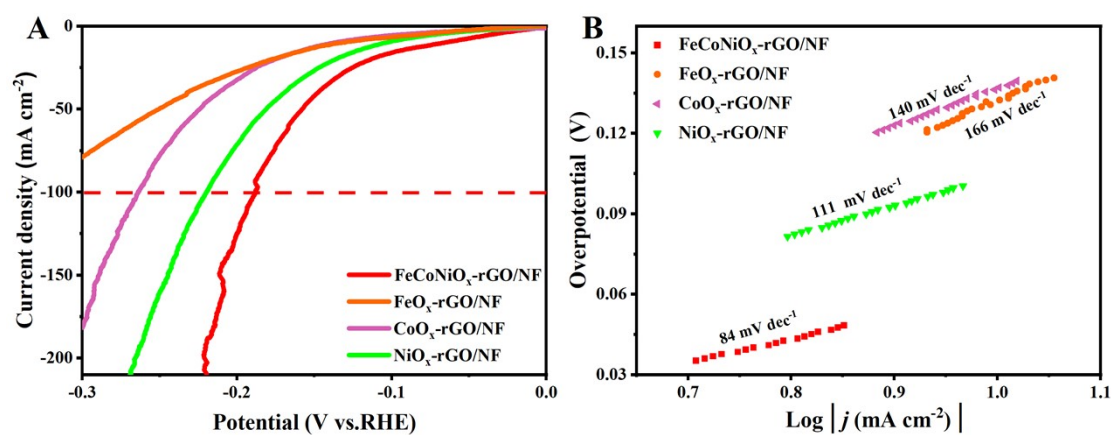 A
0
-50
-100
-150
-200
-0.3
-0.2
-0.1
0.0
Current density (mA cm⁻²)
Potential (V vs.RHE)
FeCoNiOₓ-rGO/NF
FeOₓ-rGO/NF
CoOₓ-rGO/NF
NiOₓ-rGO/NF
B
0.15
0.12
0.09
0.06
0.03
0.7
0.8
0.9
1.0
1.1
Overpotential (V)
Log | j (mA cm⁻²) |
FeCoNiOₓ-rGO/NF
FeOₓ-rGO/NF
CoOₓ-rGO/NF
NiOₓ-rGO/NF
140 mV dec⁻¹
166 mV dec⁻¹
111 mV dec⁻¹
84 mV dec⁻¹